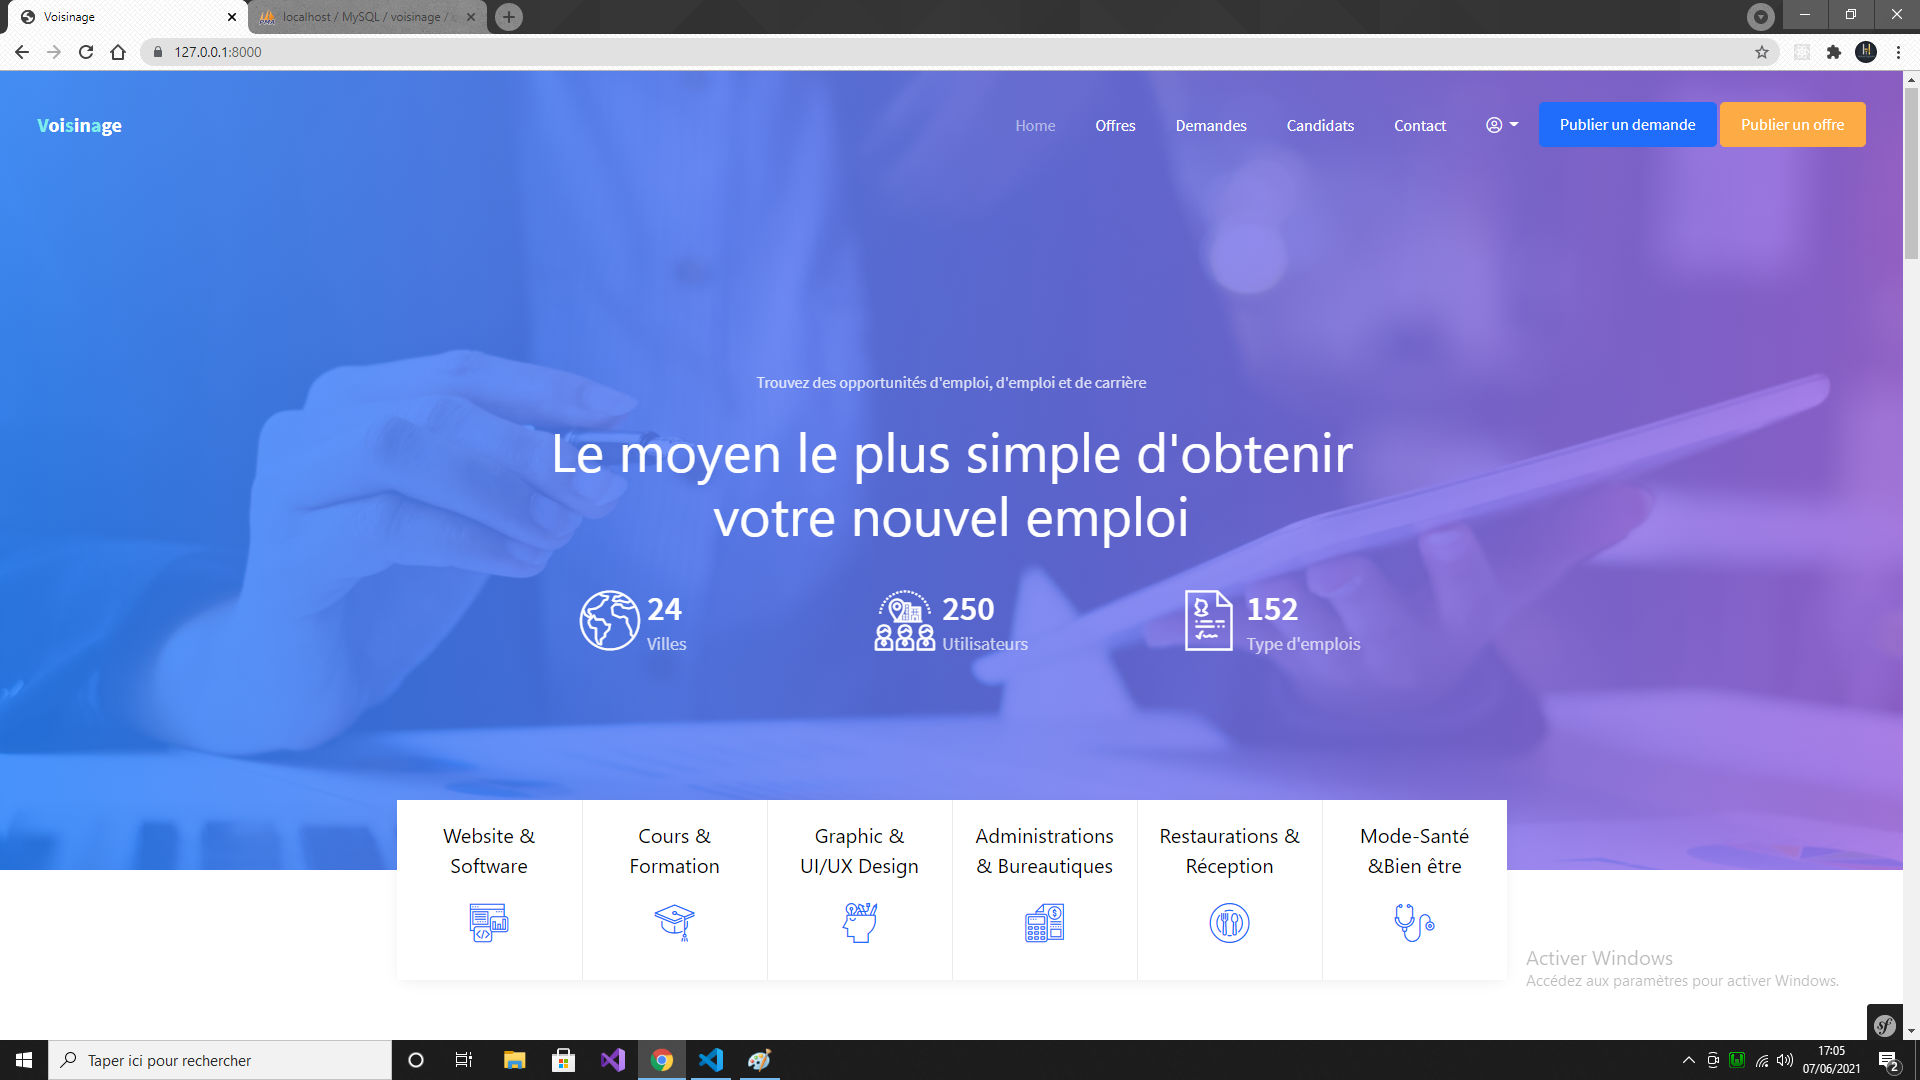 Voisinage
localhost / MySQL / voisinage /
127.0.0.1:8000
Voisinage
Home
Offres
Demandes
Candidats
Contact
Publier un demande
Publier un offre
Trouvez des opportunités d'emploi, d'emploi et de carrière
Le moyen le plus simple d'obtenir
votre nouvel emploi
24
Villes
250
Utilisateurs
152
Type d'emplois
Website &
Software
Cours &
Formation
Graphic &
UI/UX Design
Administrations
& Bureautiques
Restaurations &
Réception
Mode-Santé
&Bien être
Activer Windows
Accédez aux paramètres pour activer Windows.
sf
Taper ici pour rechercher
17:05
07/06/2021
2